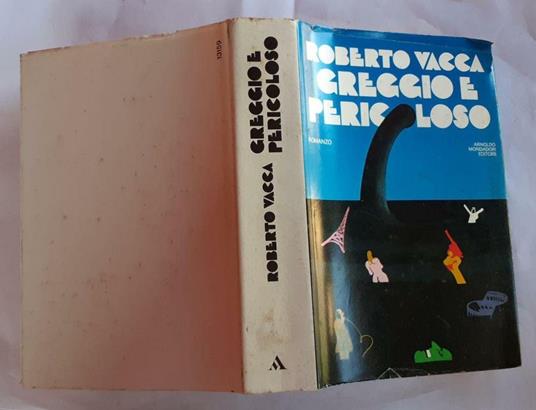 13159
GREGGIO E
PERICOLOSO
ROBERTO VACCA
ROBERTO VACCA
GREGGIO E
PERICOLOSO
ROMANZO
ARNOLDO
MONDADORI
EDITORE